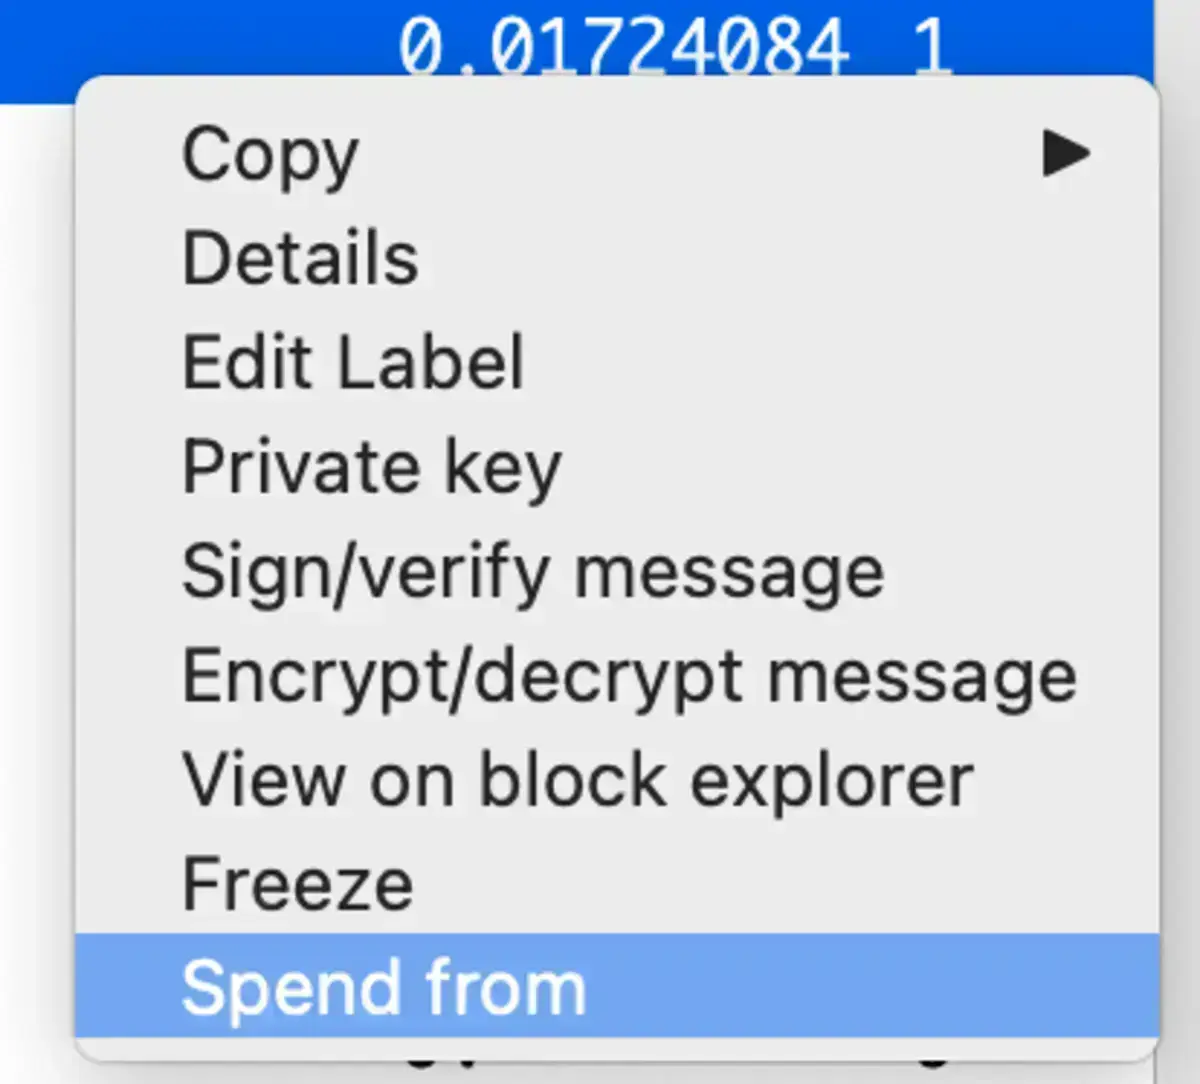 0.01724084 1
Copy
Details
Edit Label
Private key
Sign/verify message
Encrypt/decrypt message
View on block explorer
Freeze
Spend from